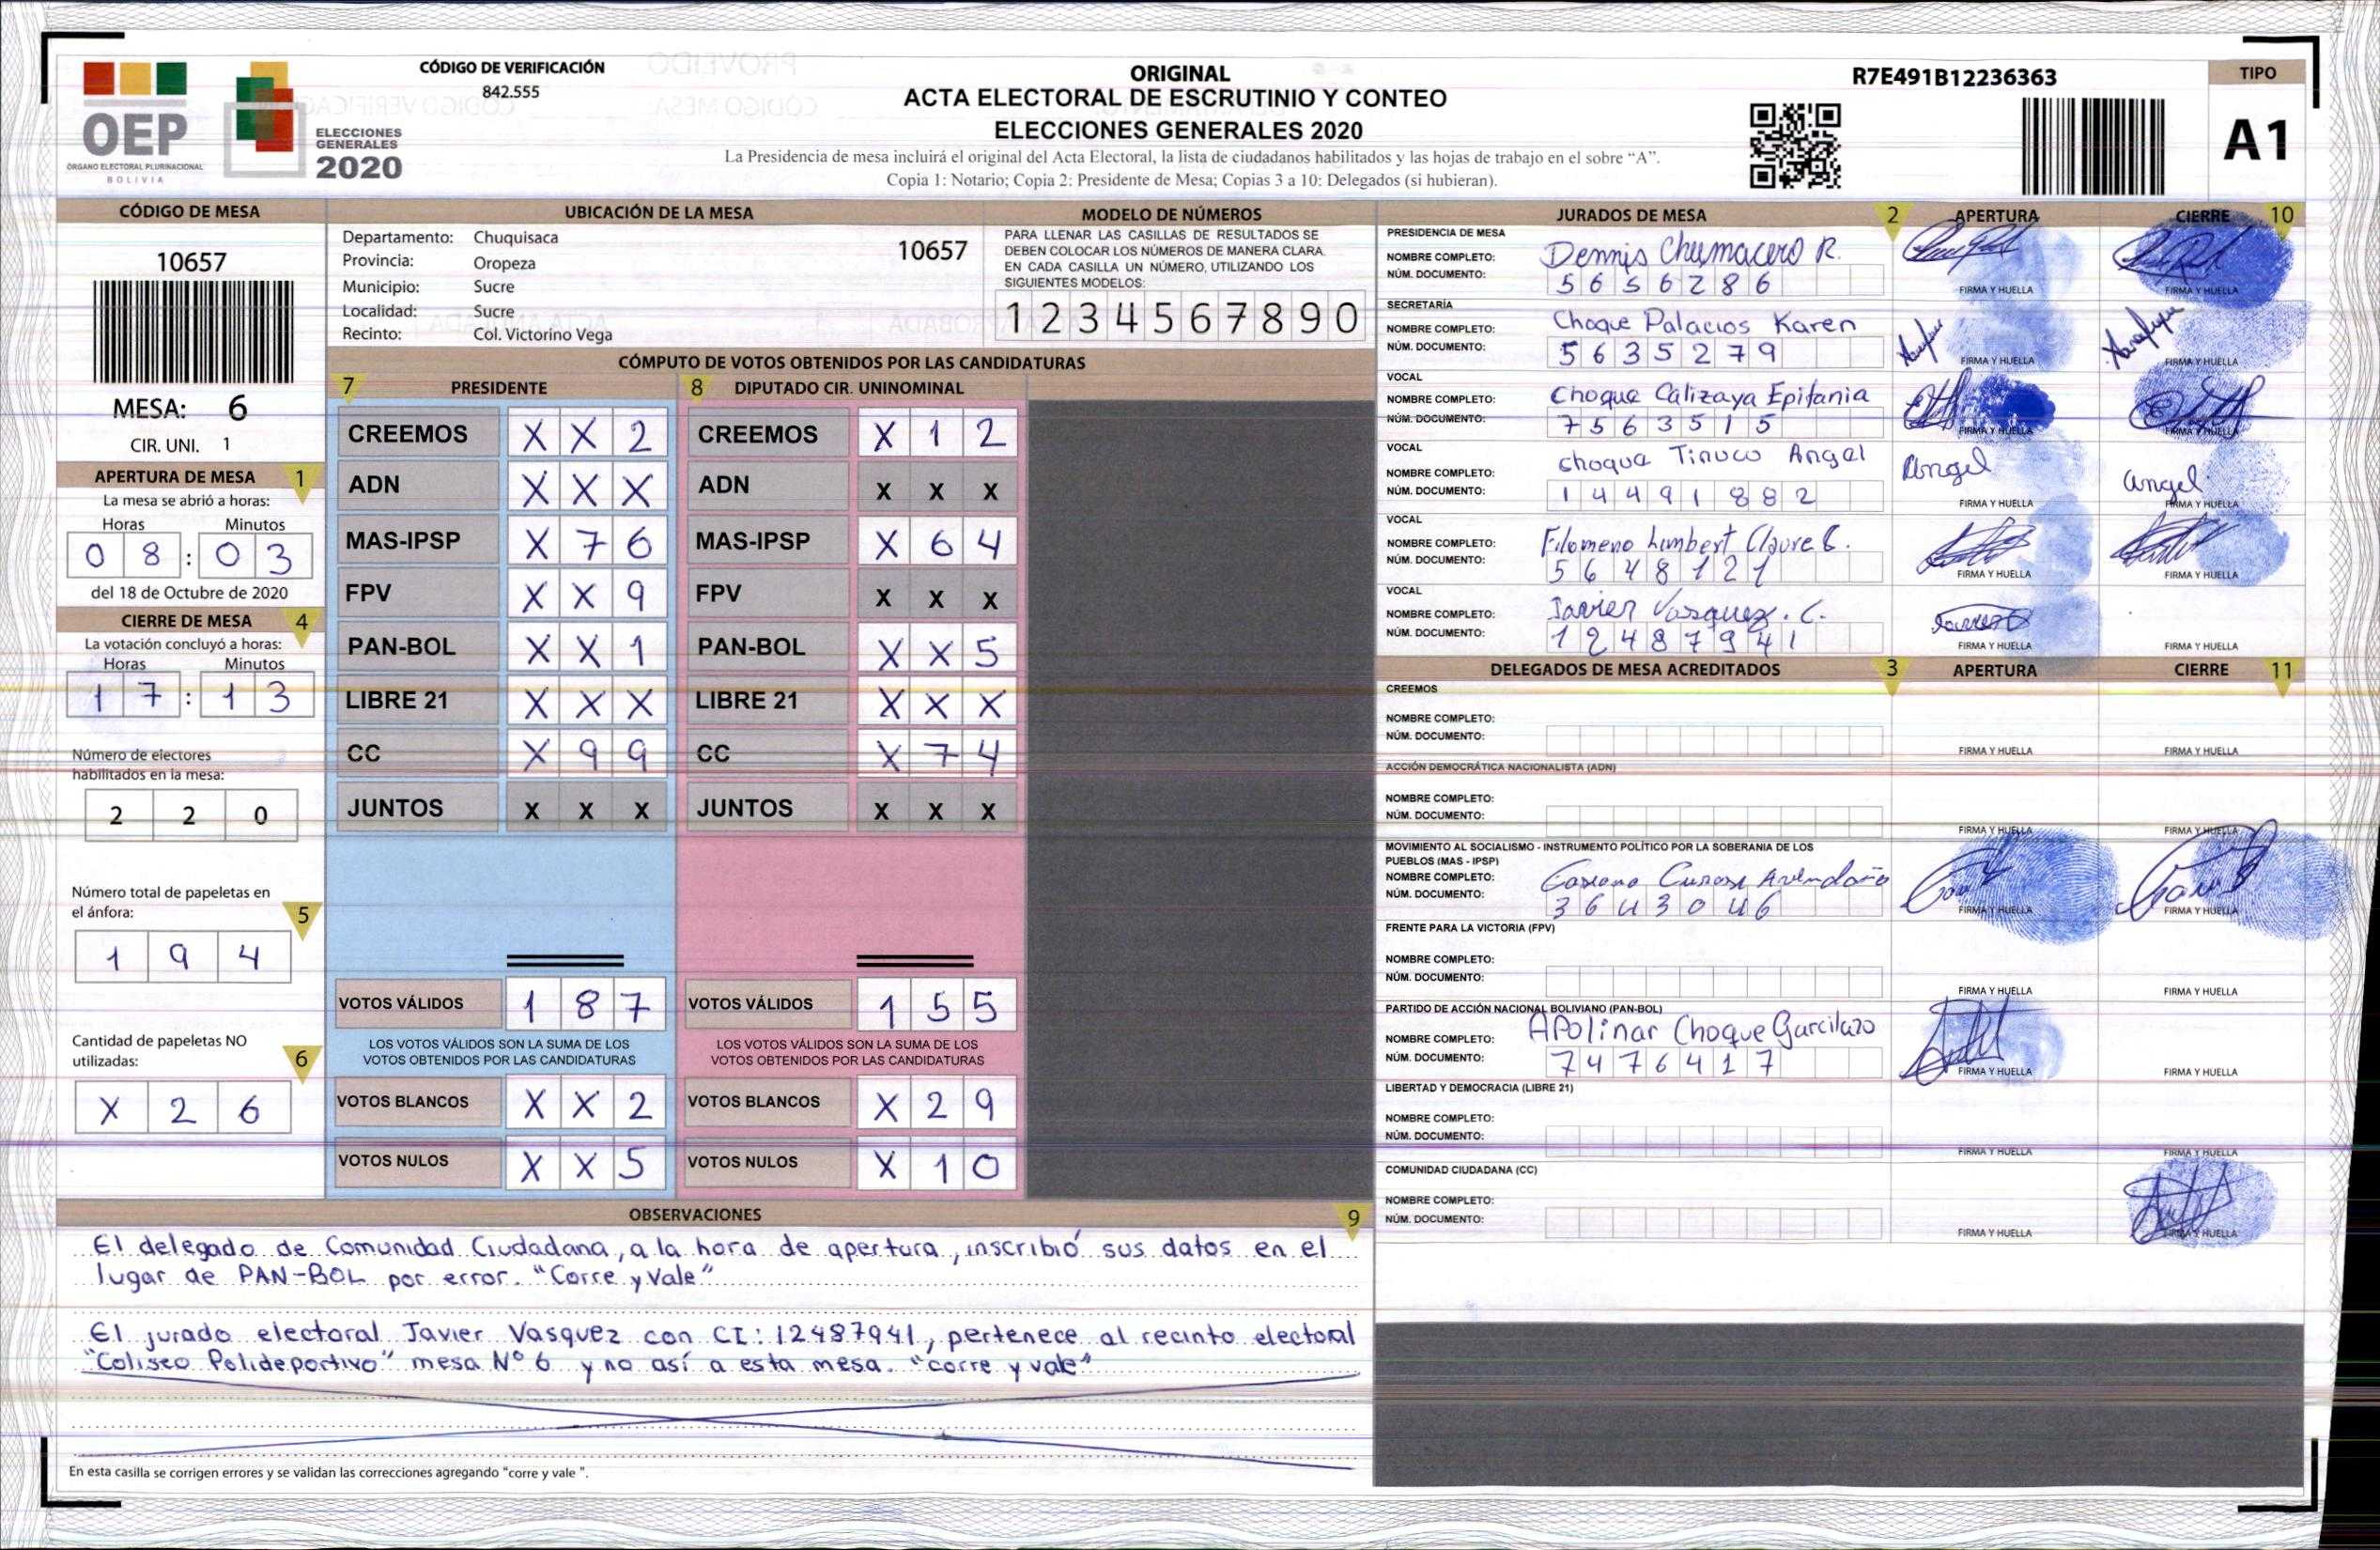 CÓDIGO DE VERIFICACIÓN
842.555
OEP
ÓRGANO ELECTORAL PLURINACIONAL
BOLIVIA
ELECCIONES
GENERALES
2020
ORIGINAL
ACTA ELECTORAL DE ESCRUTINIO Y CONTEO
ELECCIONES GENERALES 2020
La Presidencia de mesa incluirá el original del Acta Electoral, la lista de ciudadanos habilitados y las hojas de trabajo en el sobre “A”.
Copia 1: Notario; Copia 2: Presidente de Mesa; Copias 3 a 10: Delegados (si hubieran).
R7E491B12236363
TIPO
A1
CÓDIGO DE MESA
10657
MESA: 6
CIR. UNI. 1
APERTURA DE MESA 1
La mesa se abrió a horas:
Horas Minutos
0 8 : 0 3
del 18 de Octubre de 2020
CIERRE DE MESA 4
La votación concluyó a horas:
Horas Minutos
1 7 : 1 3
Número de electores
habilitados en la mesa:
2 2 0
Número total de papeletas en
el ánfora: 5
1 9 4
Cantidad de papeletas NO
utilizadas: 6
X 2 6
UBICACIÓN DE LA MESA
Departamento: Chuquisaca
Provincia: Oropeza
Municipio: Sucre
Localidad: Sucre
Recinto: Col. Victorino Vega
10657
MODELO DE NÚMEROS
PARA LLENAR LAS CASILLAS DE RESULTADOS SE
DEBEN COLOCAR LOS NÚMEROS DE MANERA CLARA.
EN CADA CASILLA UN NÚMERO, UTILIZANDO LOS
SIGUIENTES MODELOS:
1 2 3 4 5 6 7 8 9 0
CÓMPUTO DE VOTOS OBTENIDOS POR LAS CANDIDATURAS
7 PRESIDENTE 8 DIPUTADO CIR. UNINOMINAL
CREEMOS X X 2 CREEMOS X 1 2
ADN X X X ADN X X X
MAS-IPSP X 7 6 MAS-IPSP X 6 4
FPV X X 9 FPV X X X
PAN-BOL X X 1 PAN-BOL X X 5
LIBRE 21 X X X LIBRE 21 X X X
CC X 9 9 CC X 7 4
JUNTOS X X X JUNTOS X X X
VOTOS VÁLIDOS 1 8 7 VOTOS VÁLIDOS 1 5 5
LOS VOTOS VÁLIDOS SON LA SUMA DE LOS LOS VOTOS VÁLIDOS SON LA SUMA DE LOS
VOTOS OBTENIDOS POR LAS CANDIDATURAS VOTOS OBTENIDOS POR LAS CANDIDATURAS
VOTOS BLANCOS X X 2 VOTOS BLANCOS X 2 9
VOTOS NULOS X X 5 VOTOS NULOS X 1 0
OBSERVACIONES 9
El delegado de Comunidad Ciudadana, a la hora de apertura, inscribió sus datos en el
lugar de PAN-BOL por error. "Corre y Vale"
El jurado electoral Javier Vasquez con CI: 12487941, pertenece al recinto electoral
"Coliseo Polideportivo" mesa Nº 6 y no así a esta mesa. "corre y vale"
En esta casilla se corrigen errores y se validan las correcciones agregando “corre y vale ”.
JURADOS DE MESA 2 APERTURA CIERRE 10
PRESIDENCIA DE MESA
NOMBRE COMPLETO: Dennis Chumacero R.
NÚM. DOCUMENTO: 5 6 5 6 2 8 6
FIRMA Y HUELLA FIRMA Y HUELLA
SECRETARÍA
NOMBRE COMPLETO: Choque Palacios Karen
NÚM. DOCUMENTO: 5 6 3 5 2 7 9
FIRMA Y HUELLA FIRMA Y HUELLA
VOCAL
NOMBRE COMPLETO: Choque Calizaya Epifania
NÚM. DOCUMENTO: 7 5 6 3 5 1 5
FIRMA Y HUELLA FIRMA Y HUELLA
VOCAL
NOMBRE COMPLETO: choque Tinuco Angel
NÚM. DOCUMENTO: 1 4 4 9 1 8 8 2
Angel angel
FIRMA Y HUELLA FIRMA Y HUELLA
VOCAL
NOMBRE COMPLETO: Filomeno Limbert Claure C.
NÚM. DOCUMENTO: 5 6 4 8 1 2 1
FIRMA Y HUELLA FIRMA Y HUELLA
VOCAL
NOMBRE COMPLETO: Javier Vasquez. C.
NÚM. DOCUMENTO: 1 2 4 8 7 9 4 1
FIRMA Y HUELLA FIRMA Y HUELLA
DELEGADOS DE MESA ACREDITADOS 3 APERTURA CIERRE 11
CREEMOS
NOMBRE COMPLETO:
NÚM. DOCUMENTO:
FIRMA Y HUELLA FIRMA Y HUELLA
ACCIÓN DEMOCRÁTICA NACIONALISTA (ADN)
NOMBRE COMPLETO:
NÚM. DOCUMENTO:
FIRMA Y HUELLA FIRMA Y HUELLA
MOVIMIENTO AL SOCIALISMO - INSTRUMENTO POLÍTICO POR LA SOBERANIA DE LOS
PUEBLOS (MAS - IPSP)
NOMBRE COMPLETO:
NÚM. DOCUMENTO: 3 6 4 3 0 4 6
FIRMA Y HUELLA FIRMA Y HUELLA
FRENTE PARA LA VICTORIA (FPV)
NOMBRE COMPLETO:
NÚM. DOCUMENTO:
FIRMA Y HUELLA FIRMA Y HUELLA
PARTIDO DE ACCIÓN NACIONAL BOLIVIANO (PAN-BOL)
NOMBRE COMPLETO: APolinar Choque Garcilazo
NÚM. DOCUMENTO: 7 4 7 6 4 1 7
FIRMA Y HUELLA FIRMA Y HUELLA
LIBERTAD Y DEMOCRACIA (LIBRE 21)
NOMBRE COMPLETO:
NÚM. DOCUMENTO:
FIRMA Y HUELLA FIRMA Y HUELLA
COMUNIDAD CIUDADANA (CC)
NOMBRE COMPLETO:
NÚM. DOCUMENTO:
FIRMA Y HUELLA FIRMA Y HUELLA